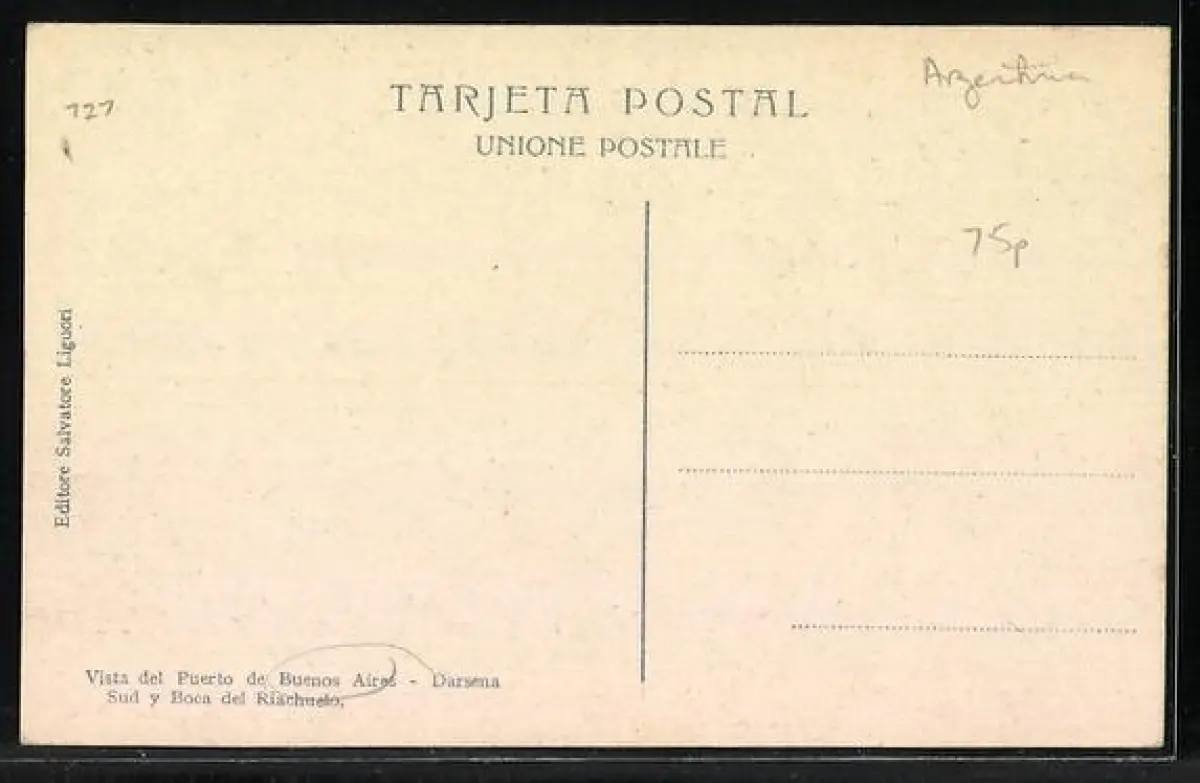 TARJETA POSTAL
UNIONE POSTALE
727
Argentina
75p
Editore Salvatore Liguori
Vista del Puerto de Buenos Aires - Darsena
Sud y Boca del Riachuelo.